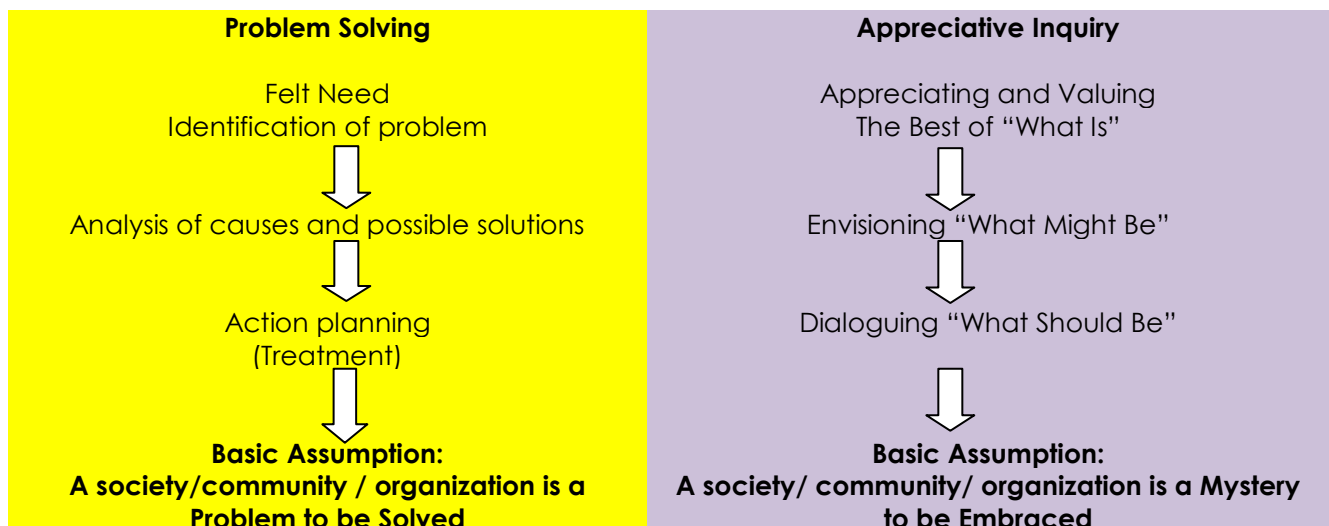 Problem Solving
Felt Need
Identification of problem
Analysis of causes and possible solutions
Action planning
(Treatment)
Basic Assumption:
A society/community / organization is a
Problem to be Solved
Appreciative Inquiry
Appreciating and Valuing
The Best of “What Is”
Envisioning “What Might Be”
Dialoguing “What Should Be”
Basic Assumption:
A society/ community/ organization is a Mystery
to be Embraced